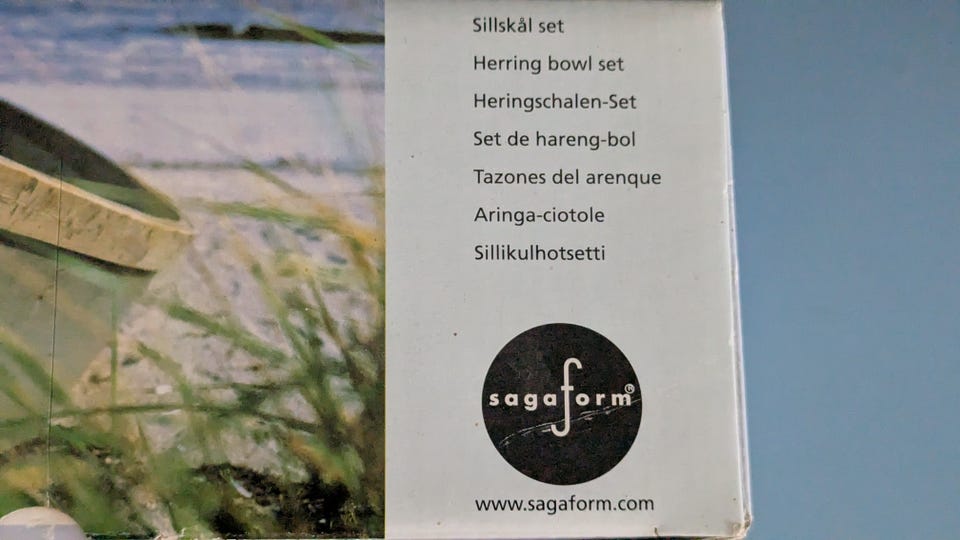 Sillskål set
Herring bowl set
Heringschalen-Set
Set de hareng-bol
Tazones del arenque
Aringa-ciotole
Sillikulhotsetti
sagaform®
www.sagaform.com